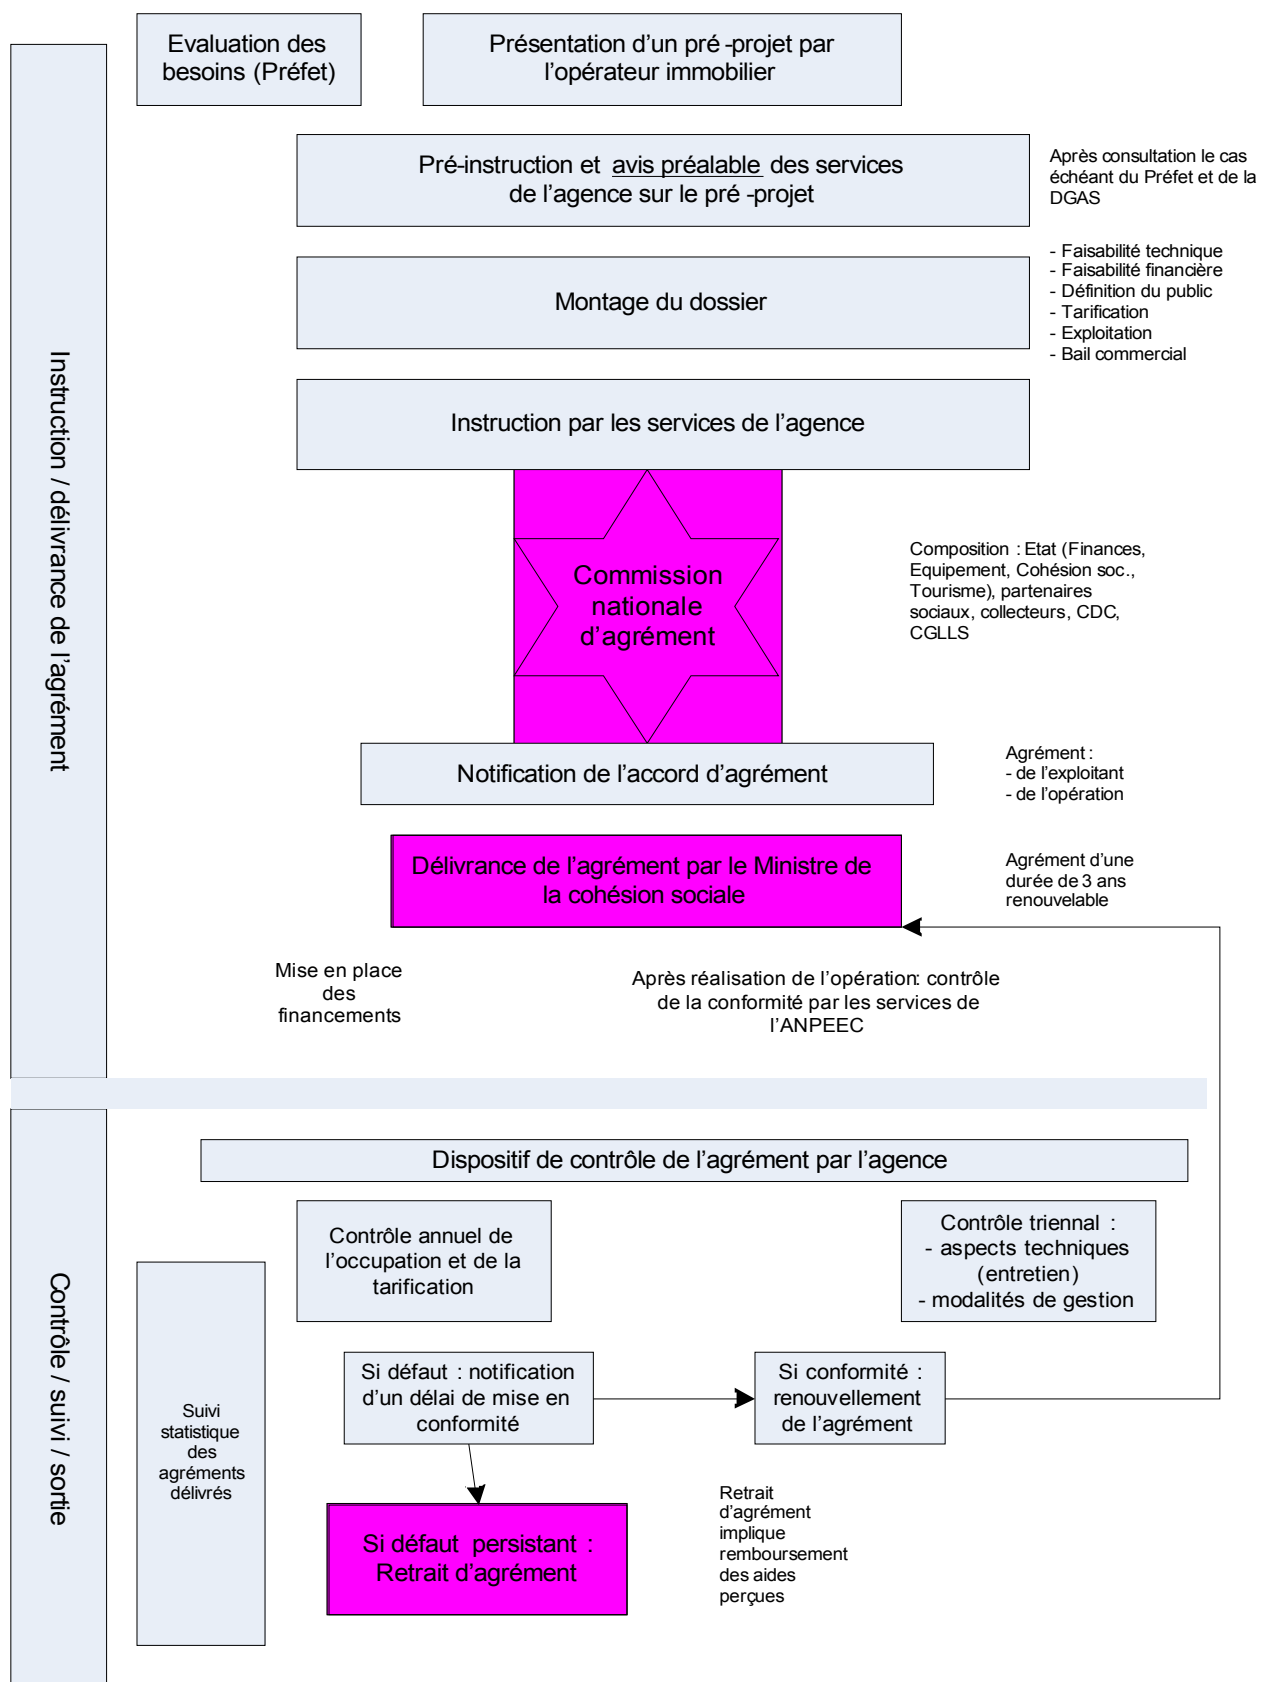 Evaluation des
besoins (Préfet)
Présentation d’un pré -projet par
l’opérateur immobilier
Pré-instruction et avis préalable des services
de l’agence sur le pré -projet
Après consultation le cas
échéant du Préfet et de la
DGAS
Montage du dossier
- Faisabilité technique
- Faisabilité financière
- Définition du public
- Tarification
- Exploitation
- Bail commercial
Instruction / délivrance de l’agrément
Instruction par les services de l’agence
Commission
nationale
d’agrément
Composition : Etat (Finances,
Equipement, Cohésion soc.,
Tourisme), partenaires
sociaux, collecteurs, CDC,
CGLLS
Notification de l’accord d’agrément
Agrément :
- de l’exploitant
- de l’opération
Délivrance de l’agrément par le Ministre de
la cohésion sociale
Agrément d’une
durée de 3 ans
renouvelable
Mise en place
des
financements
Après réalisation de l’opération: contrôle
de la conformité par les services de
l’ANPEEC
Dispositif de contrôle de l’agrément par l’agence
Contrôle / suivi / sortie
Contrôle annuel de
l’occupation et de la
tarification
Contrôle triennal :
- aspects techniques
(entretien)
- modalités de gestion
Suivi
statistique
des
agréments
délivrés
Si défaut : notification
d’un délai de mise en
conformité
Si conformité :
renouvellement
de l’agrément
Si défaut persistant :
Retrait d’agrément
Retrait
d’agrément
implique
remboursement
des aides
perçues